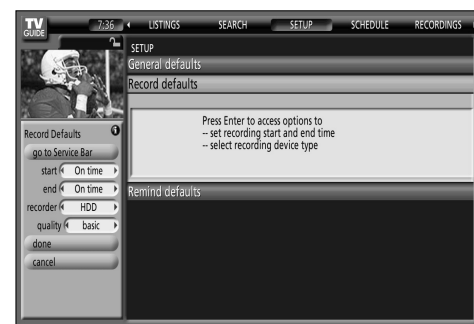 TV
GUIDE
7:36
LISTINGS
SEARCH
SETUP
SCHEDULE
RECORDINGS
SETUP
General defaults
Record defaults
Press Enter to access options to
-- set recording start and end time
-- select recording device type
Remind defaults
Record Defaults
go to Service Bar
start On time
end On time
recorder HDD
quality basic
done
cancel